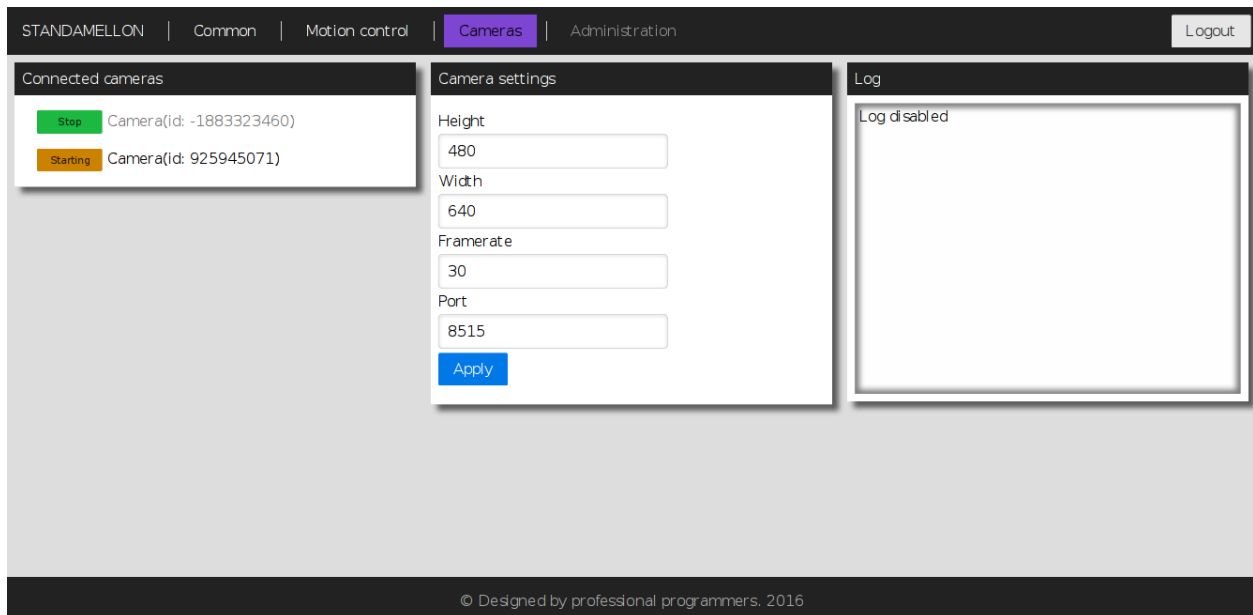 STANDAMELLON | Common | Motion control | Cameras | Administration Logout
Connected cameras
Stop Camera(id: -1883323460)
Starting Camera(id: 925945071)
Camera settings
Height
480
Width
640
Framerate
30
Port
8515
Apply
Log
Log disabled
© Designed by professional programmers. 2016